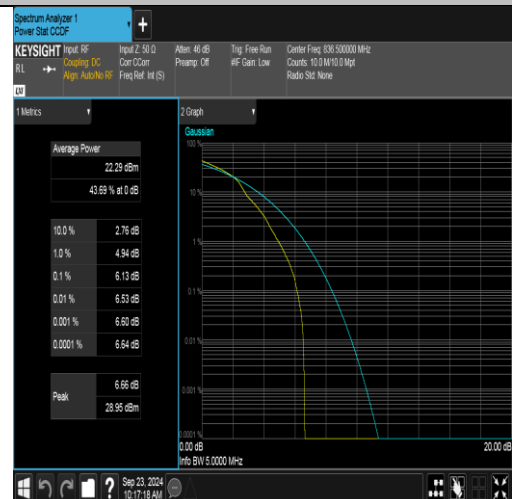 Spectrum Analyzer 1
Power Stat CCDF
+
KEYSIGHT
Input: RF
Input Z: 50 Ω
Atten: 46 dB
Trig: Free Run
Center Freq: 836.500000 MHz
RL
Coupling: DC
Corr CCorr
Preamp: Off
#IF Gain: Low
Counts: 10.0 M/10.0 Mpt
Align: Auto/No RF
Freq Ref: Int (S)
Radio Std: None
LXI
1 Metrics
2 Graph
Gaussian
Average Power
22.29 dBm
43.69 % at 0 dB
10.0 % 2.76 dB
1.0 % 4.94 dB
0.1 % 6.13 dB
0.01 % 6.53 dB
0.001 % 6.60 dB
0.0001 % 6.64 dB
Peak
6.66 dB
28.95 dBm
100 %
10 %
1 %
0.1 %
0.01 %
0.001 %
0.0001 %
0.00 dB
20.00 dB
Info BW 5.0000 MHz
?
Sep 23, 2024
10:17:18 AM